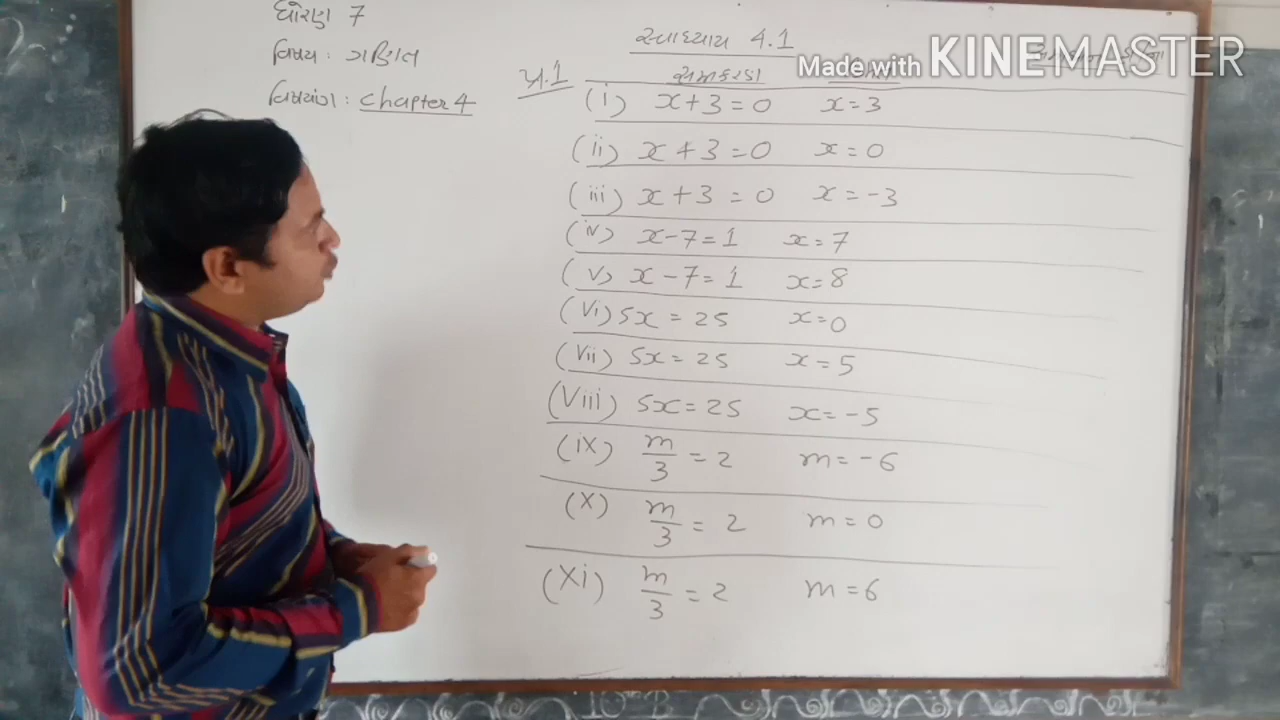 ધોરણ 7
વિષય: ગણિત
વિષયાંગ: Chapter 4
સ્વાધ્યાય 4.1
Made with KINEMASTER
પ્ર.1 સમીકરણ
(i) x+3=0 x=3
(ii) x+3=0 x=0
(iii) x+3=0 x=-3
(iv) x-7=1 x=7
(v) x-7=1 x=8
(vi) 5x=25 x=0
(vii) 5x=25 x=5
(Viii) 5x=25 x=-5
(ix) m/3=2 m=-6
(x) m/3=2 m=0
(Xi) m/3=2 m=6